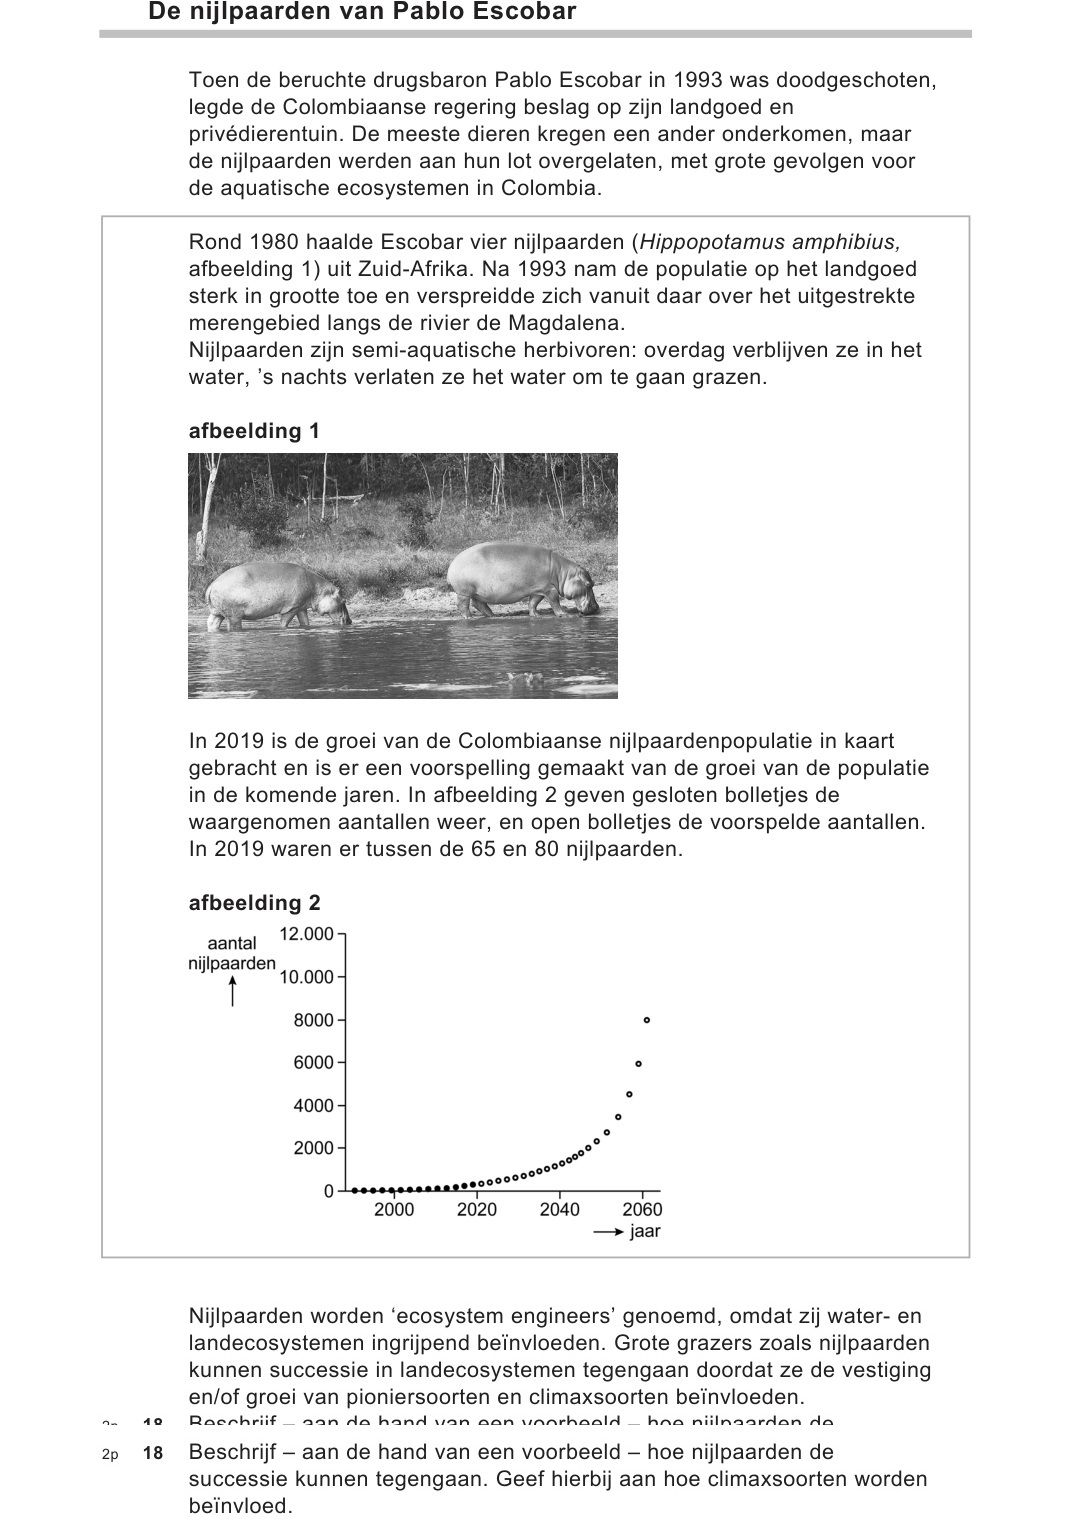 De nijlpaarden van Pablo Escobar
Toen de beruchte drugsbaron Pablo Escobar in 1993 was doodgeschoten,
legde de Colombiaanse regering beslag op zijn landgoed en
privédierentuin. De meeste dieren kregen een ander onderkomen, maar
de nijlpaarden werden aan hun lot overgelaten, met grote gevolgen voor
de aquatische ecosystemen in Colombia.
Rond 1980 haalde Escobar vier nijlpaarden (Hippopotamus amphibius,
afbeelding 1) uit Zuid-Afrika. Na 1993 nam de populatie op het landgoed
sterk in grootte toe en verspreidde zich vanuit daar over het uitgestrekte
merengebied langs de rivier de Magdalena.
Nijlpaarden zijn semi-aquatische herbivoren: overdag verblijven ze in het
water, ’s nachts verlaten ze het water om te gaan grazen.
afbeelding 1
In 2019 is de groei van de Colombiaanse nijlpaardenpopulatie in kaart
gebracht en is er een voorspelling gemaakt van de groei van de populatie
in de komende jaren. In afbeelding 2 geven gesloten bolletjes de
waargenomen aantallen weer, en open bolletjes de voorspelde aantallen.
In 2019 waren er tussen de 65 en 80 nijlpaarden.
afbeelding 2
aantal
nijlpaarden
12.000
10.000
8000
6000
4000
2000
0
2000 2020 2040 2060
jaar
Nijlpaarden worden ‘ecosystem engineers’ genoemd, omdat zij water- en
landecosystemen ingrijpend beïnvloeden. Grote grazers zoals nijlpaarden
kunnen successie in landecosystemen tegengaan doordat ze de vestiging
en/of groei van pioniersoorten en climaxsoorten beïnvloeden.
2p 18 Beschrijf – aan de hand van een voorbeeld – hoe nijlpaarden de
2p 18 Beschrijf – aan de hand van een voorbeeld – hoe nijlpaarden de
successie kunnen tegengaan. Geef hierbij aan hoe climaxsoorten worden
beïnvloed.